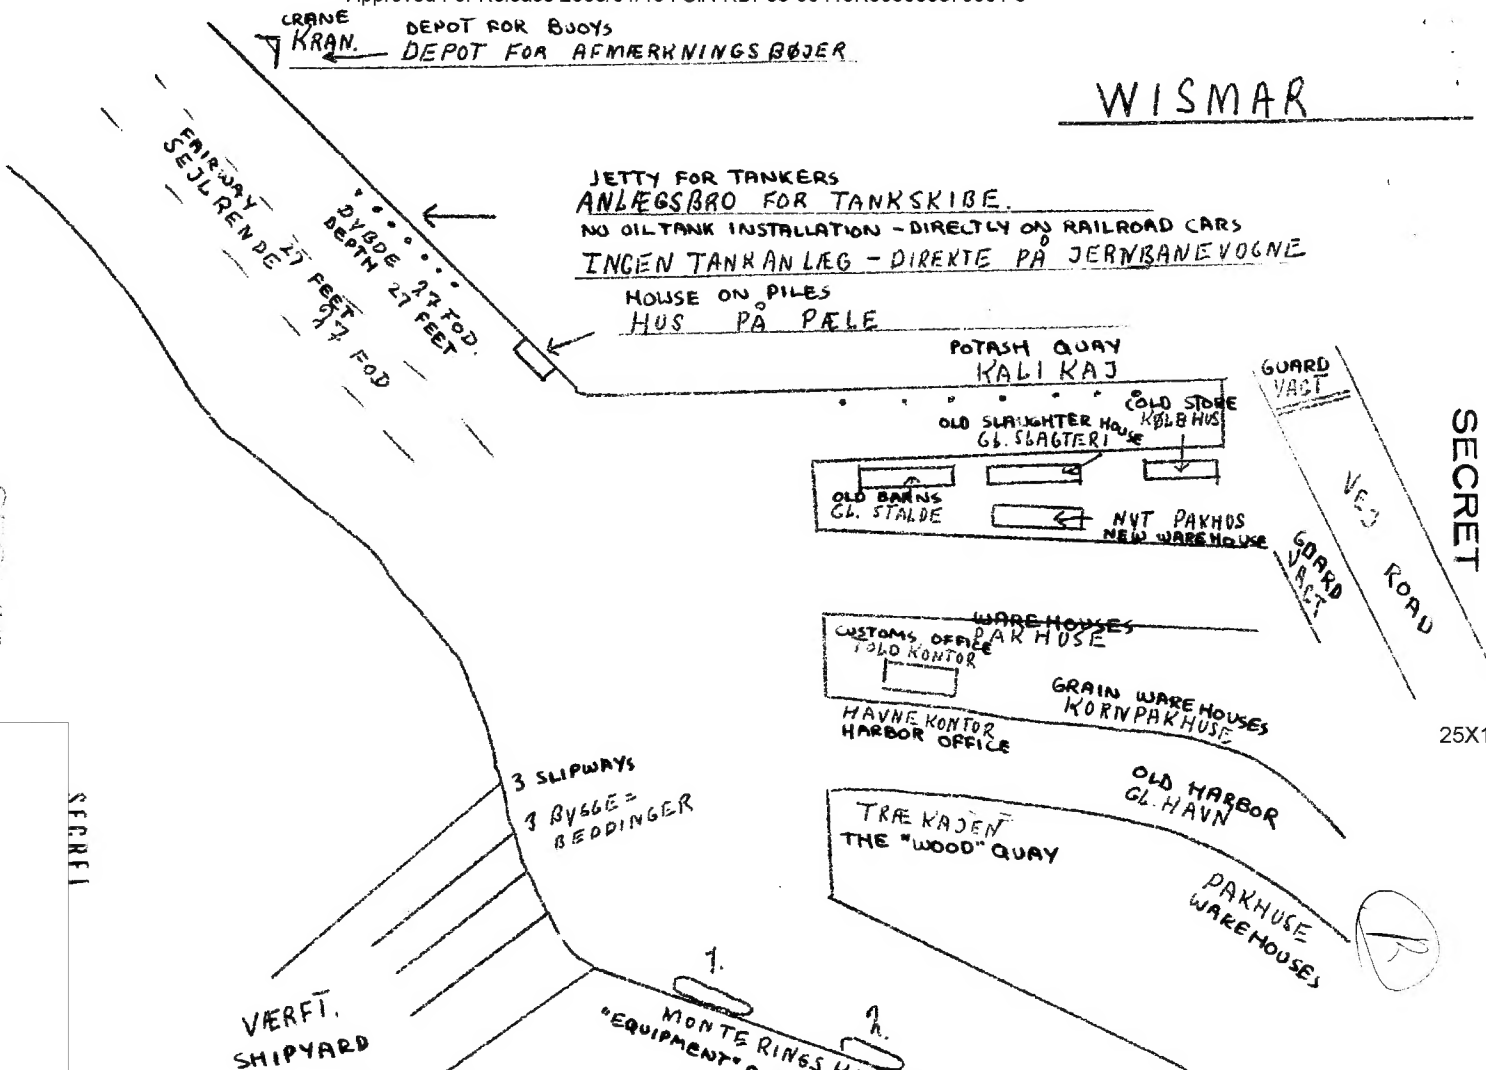 CRANE
KRAN.
DEPOT FOR BUOYS
DEPOT FOR AFMÆRKNINGSBØJER
WISMAR
FAIRWAY 27 FEET
SEJLRENDE 27 FOD
DYBDE 27 FOD.
DEPTH 27 FEET
JETTY FOR TANKERS
ANLÆGSBRO FOR TANKSKIBE.
NO OIL TANK INSTALLATION - DIRECTLY ON RAILROAD CARS
INGEN TANKANLÆG - DIREKTE PÅ JERNBANEVOGNE
HOUSE ON PILES
HUS PÅ PÆLE
POTASH QUAY
KALI KAJ
GUARD
VAGT
COLD STORE
KØLEHUS
OLD SLAUGHTER HOUSE
GL. SLAGTERI
OLD BARNS
GL. STALDE
NYT PAKHUS
NEW WAREHOUSE
GUARD
VAGT
VEJ
ROAD
SECRET
WAREHOUSES
PAKHUSE
CUSTOMS OFFICE
TOLD KONTOR
HAVNE KONTOR
HARBOR OFFICE
GRAIN WAREHOUSES
KORNPAKHUSE
25X1
OLD HARBOR
GL. HAVN
3 SLIPWAYS
3 BYGGE=
BEDDINGER
TRÆ KAJEN
THE "WOOD" QUAY
PAKHUSE
WAREHOUSES
R
SECRET
VÆRFT.
SHIPYARD
1.
2.
MONTERINGS
"EQUIPMENT"